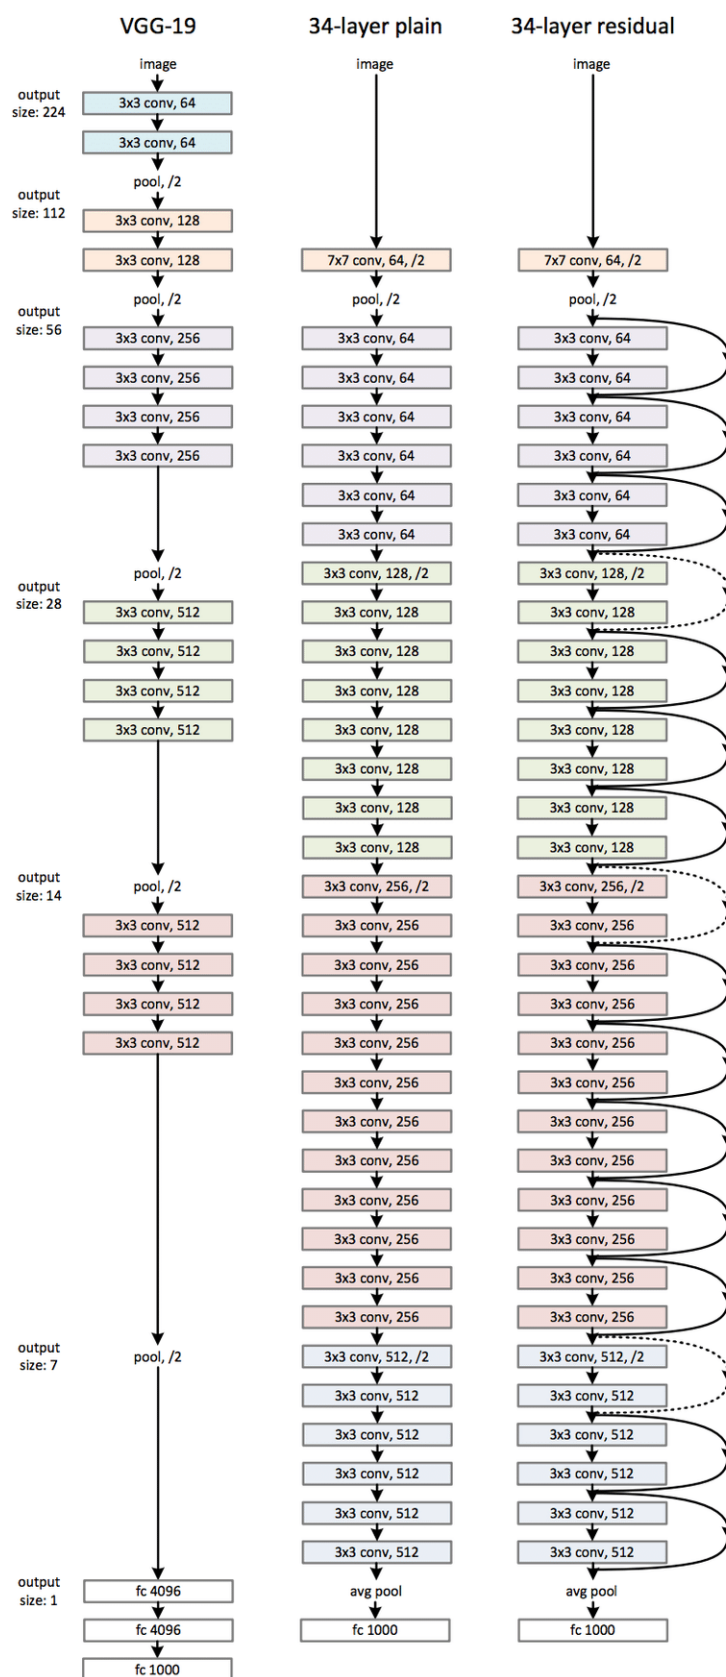 output
size: 224
output
size: 112
output
size: 56
output
size: 28
output
size: 14
output
size: 7
output
size: 1
VGG-19
image
3x3 conv, 64
3x3 conv, 64
pool, /2
3x3 conv, 128
3x3 conv, 128
pool, /2
3x3 conv, 256
3x3 conv, 256
3x3 conv, 256
3x3 conv, 256
pool, /2
3x3 conv, 512
3x3 conv, 512
3x3 conv, 512
3x3 conv, 512
pool, /2
3x3 conv, 512
3x3 conv, 512
3x3 conv, 512
3x3 conv, 512
pool, /2
fc 4096
fc 4096
fc 1000
34-layer plain
image
7x7 conv, 64, /2
pool, /2
3x3 conv, 64
3x3 conv, 64
3x3 conv, 64
3x3 conv, 64
3x3 conv, 64
3x3 conv, 64
3x3 conv, 128, /2
3x3 conv, 128
3x3 conv, 128
3x3 conv, 128
3x3 conv, 128
3x3 conv, 128
3x3 conv, 128
3x3 conv, 128
3x3 conv, 256, /2
3x3 conv, 256
3x3 conv, 256
3x3 conv, 256
3x3 conv, 256
3x3 conv, 256
3x3 conv, 256
3x3 conv, 256
3x3 conv, 256
3x3 conv, 256
3x3 conv, 256
3x3 conv, 256
3x3 conv, 512, /2
3x3 conv, 512
3x3 conv, 512
3x3 conv, 512
3x3 conv, 512
3x3 conv, 512
avg pool
fc 1000
34-layer residual
image
7x7 conv, 64, /2
pool, /2
3x3 conv, 64
3x3 conv, 64
3x3 conv, 64
3x3 conv, 64
3x3 conv, 64
3x3 conv, 64
3x3 conv, 128, /2
3x3 conv, 128
3x3 conv, 128
3x3 conv, 128
3x3 conv, 128
3x3 conv, 128
3x3 conv, 128
3x3 conv, 128
3x3 conv, 256, /2
3x3 conv, 256
3x3 conv, 256
3x3 conv, 256
3x3 conv, 256
3x3 conv, 256
3x3 conv, 256
3x3 conv, 256
3x3 conv, 256
3x3 conv, 256
3x3 conv, 256
3x3 conv, 256
3x3 conv, 512, /2
3x3 conv, 512
3x3 conv, 512
3x3 conv, 512
3x3 conv, 512
3x3 conv, 512
avg pool
fc 1000